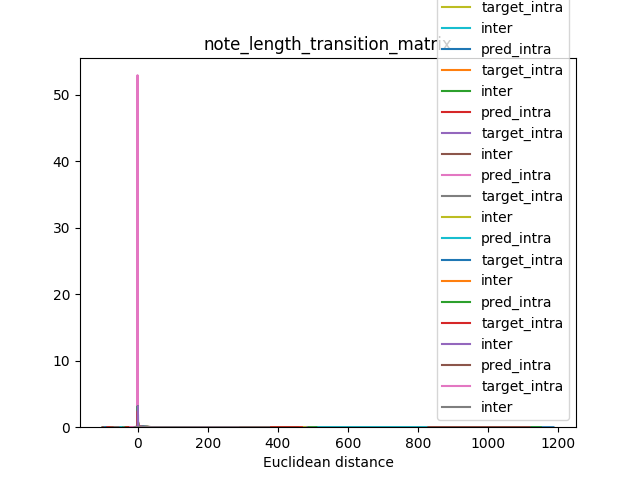 target_intra
inter
note_length_transition_matrix
pred_intra
target_intra
inter
pred_intra
target_intra
inter
pred_intra
target_intra
inter
pred_intra
target_intra
inter
pred_intra
target_intra
inter
pred_intra
target_intra
inter
50
40
30
20
10
0
0 200 400 600 800 1000 1200
Euclidean distance